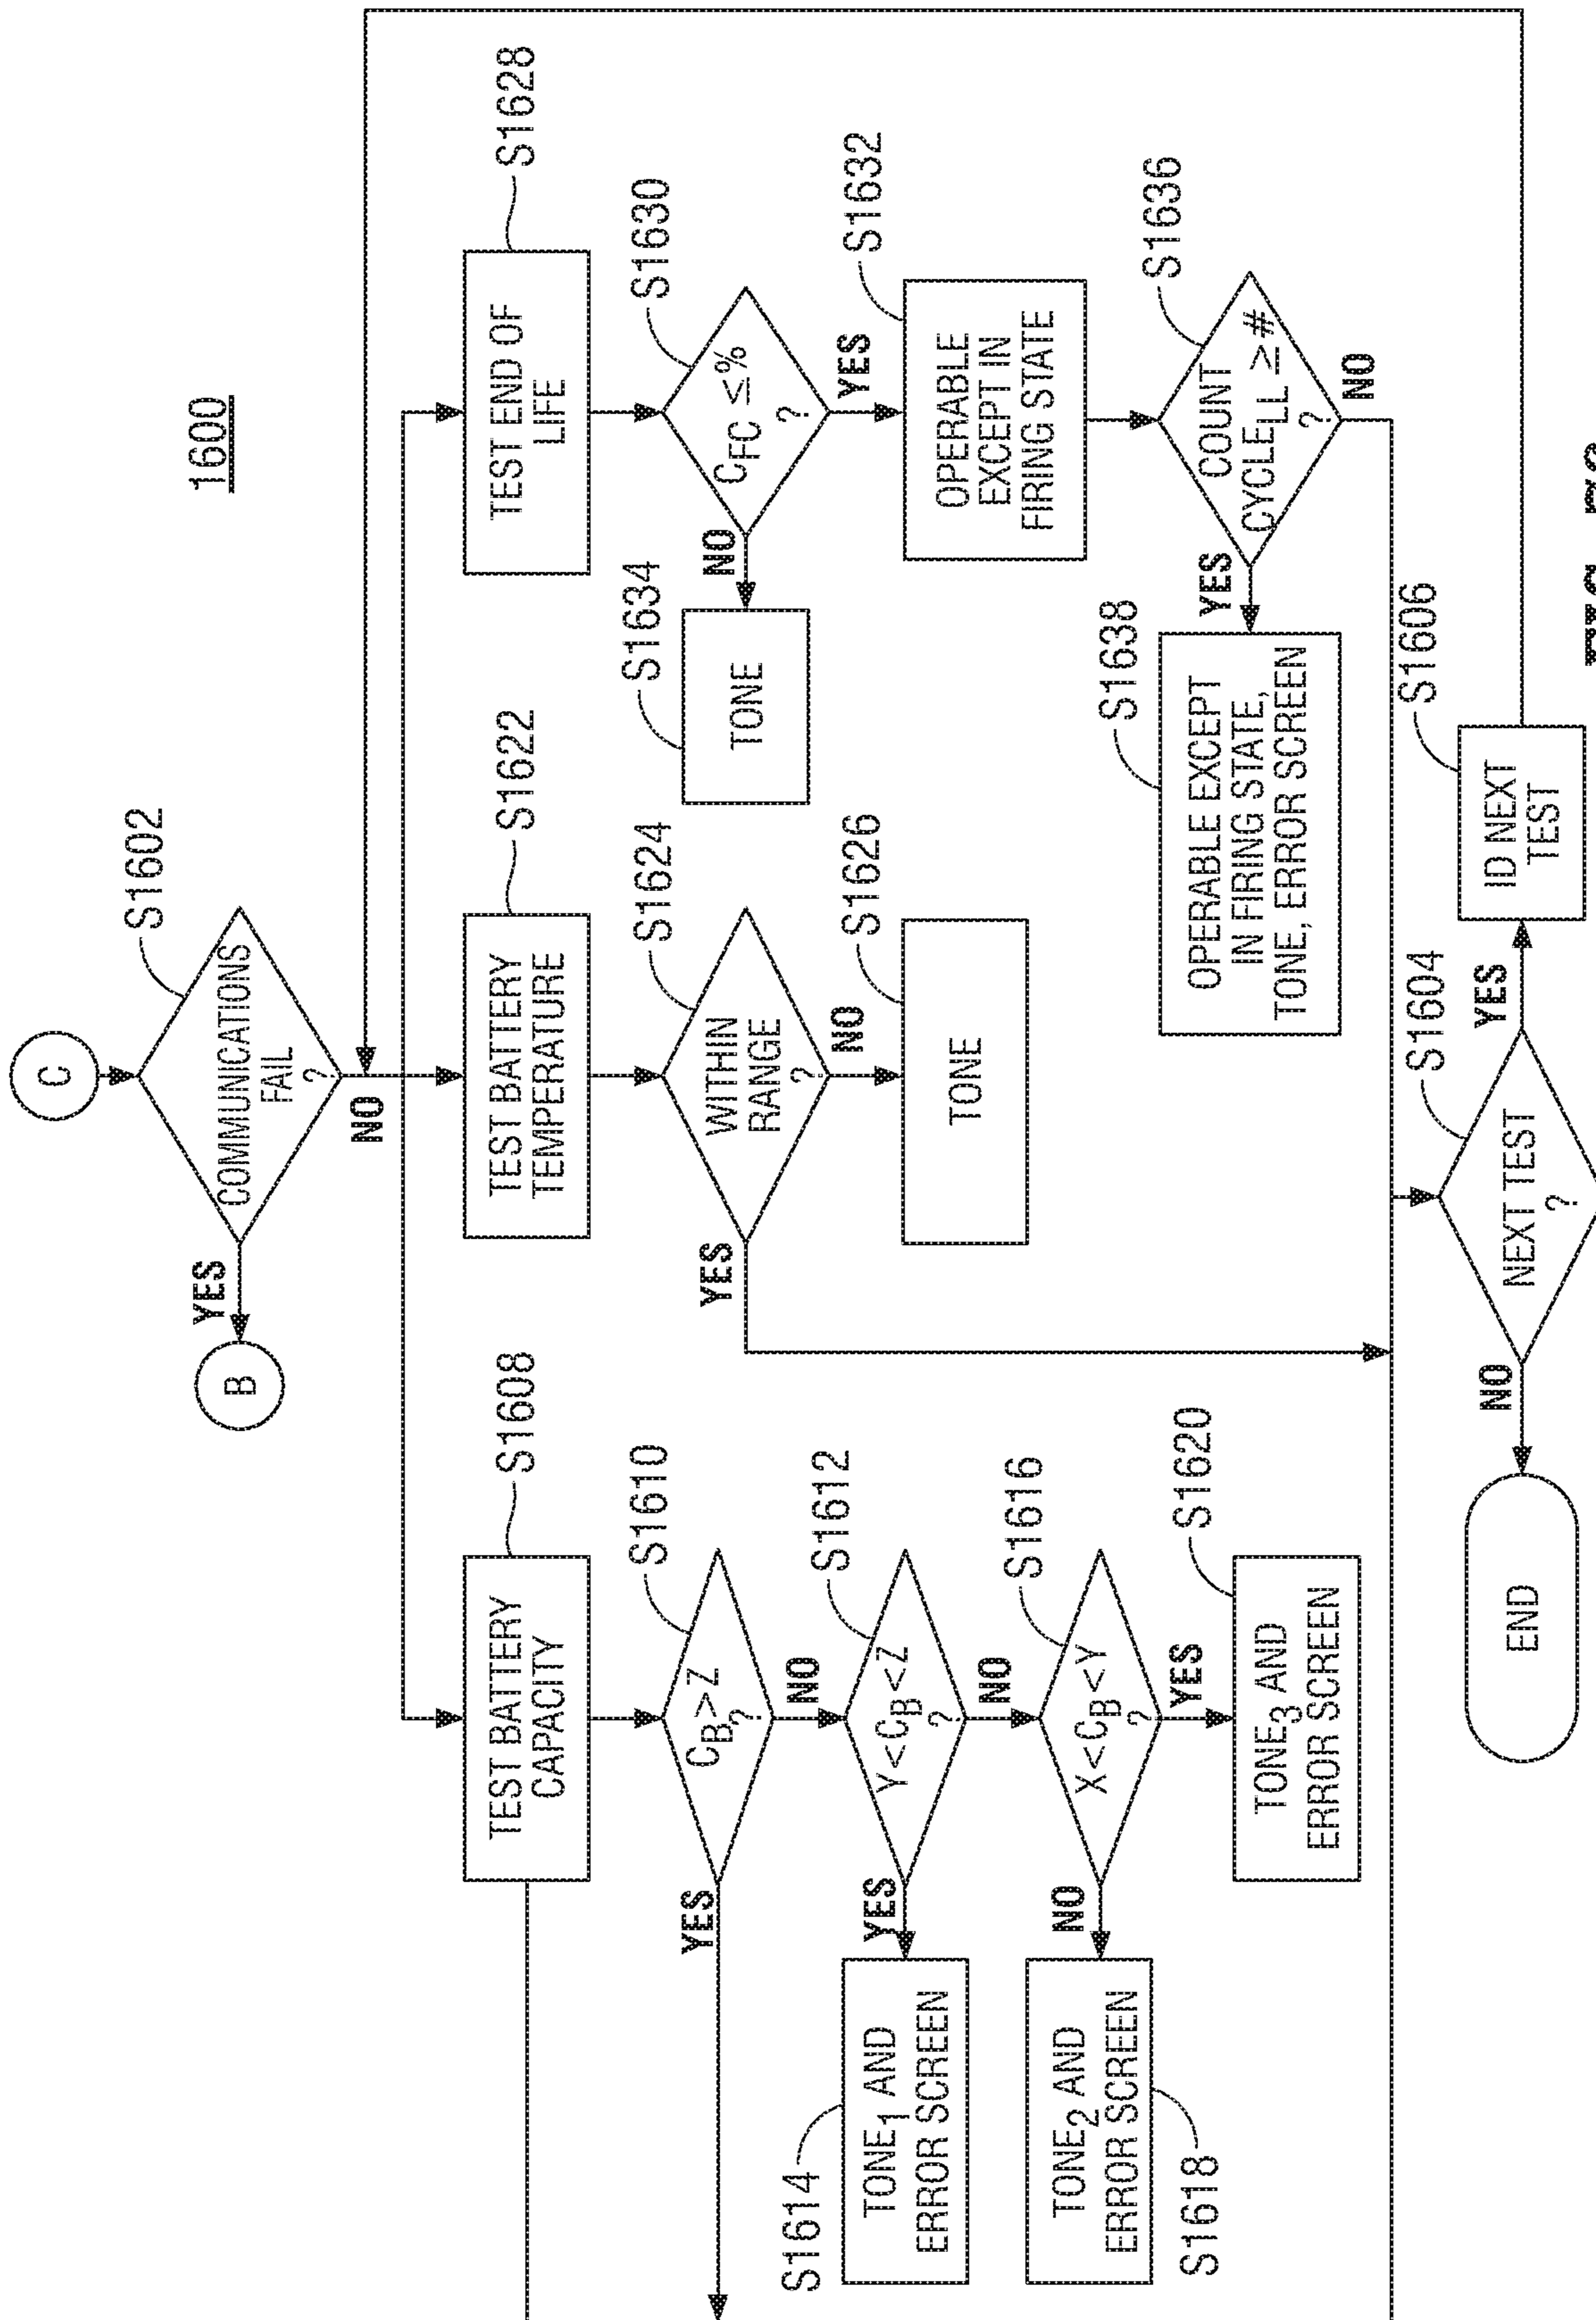 1600
C
COMMUNICATIONS
FAIL
?
S1602
YES
NO
B
TEST BATTERY
CAPACITY
S1608
C_B>Z
?
S1610
YES
NO
Y<C_B<Z
?
S1612
YES
NO
TONE_1 AND
ERROR SCREEN
S1614
X<C_B<Y
?
S1616
NO
YES
TONE_2 AND
ERROR SCREEN
S1618
TONE_3 AND
ERROR SCREEN
S1620
TEST BATTERY
TEMPERATURE
S1622
WITHIN
RANGE
?
S1624
YES
NO
TONE
S1626
TEST END OF
LIFE
S1628
C_FC ≤%
?
S1630
NO
YES
TONE
S1634
OPERABLE
EXCEPT IN
FIRING STATE
S1632
COUNT
CYCLE_LL ≥#
?
S1636
YES
NO
OPERABLE EXCEPT
IN FIRING STATE,
TONE, ERROR SCREEN
S1638
NEXT TEST
?
S1604
NO
YES
ID NEXT
TEST
S1606
END